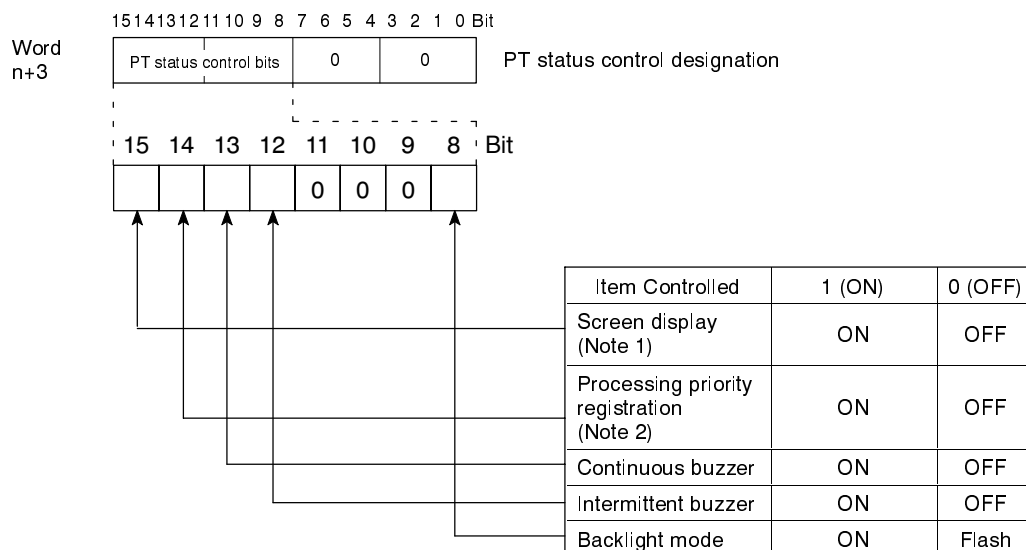 15 14 13 12 11 10 9 8 7 6 5 4 3 2 1 0 Bit
Word
n+3
PT status control bits 0 0
PT status control designation
15 14 13 12 11 10 9 8 Bit
0 0 0
Item Controlled 1 (ON) 0 (OFF)
Screen display
(Note 1)
ON OFF
Processing priority
registration
(Note 2)
ON OFF
Continuous buzzer ON OFF
Intermittent buzzer ON OFF
Backlight mode ON Flash